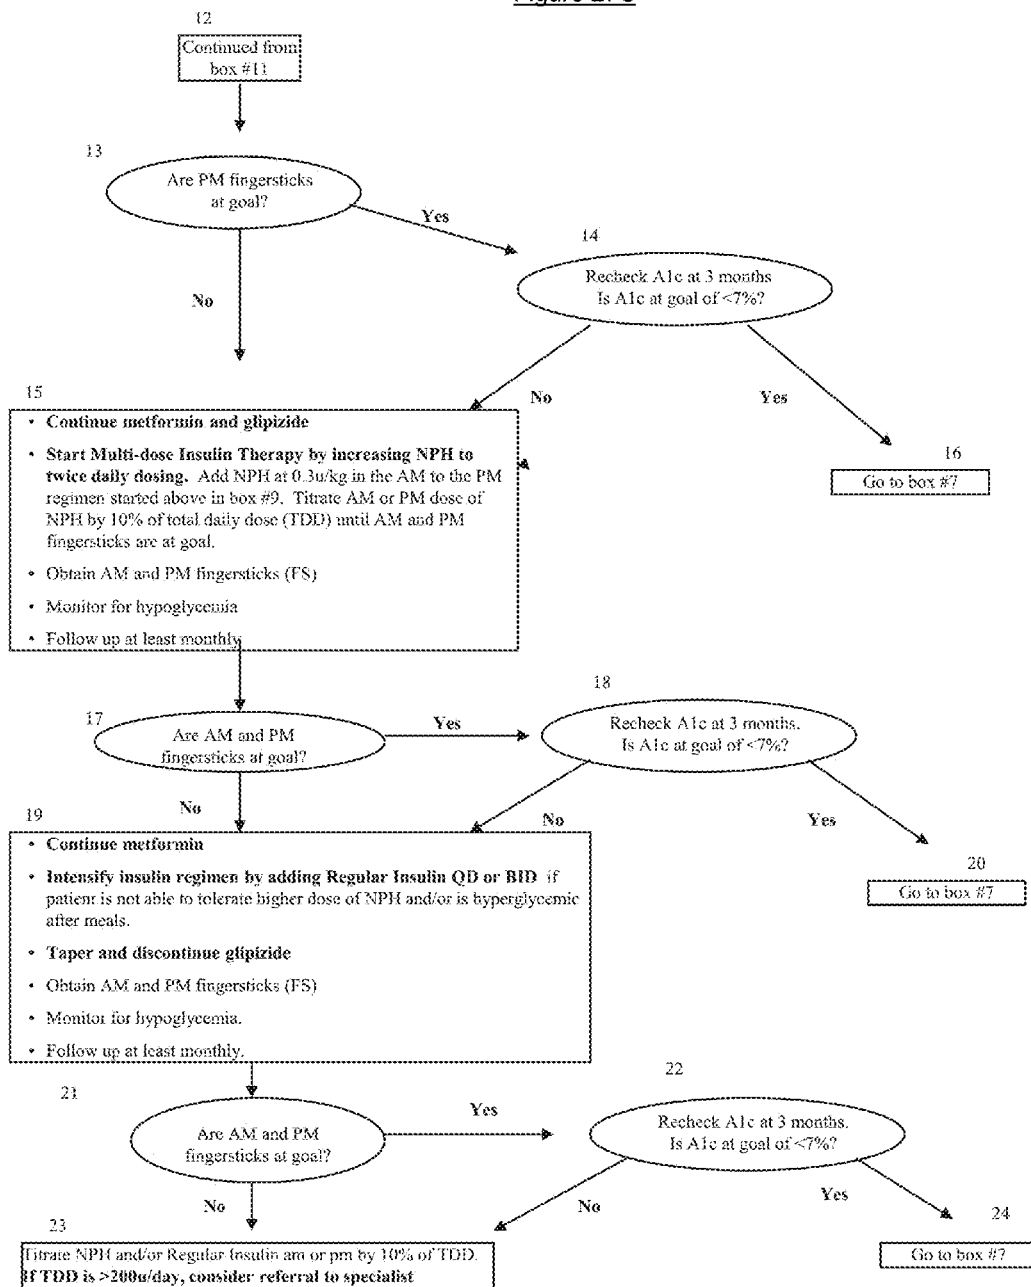 12
Continued from
box #11
13
Are PM fingersticks
at goal?
Yes
14
Recheck A1c at 3 months
Is A1c at goal of <7%?
No
15
No
Yes
• Continue metformin and glipizide
• Start Multi-dose Insulin Therapy by increasing NPH to
twice daily dosing. Add NPH at 0.3u/kg in the AM to the PM
regimen started above in box #9. Titrate AM or PM dose of
NPH by 10% of total daily dose (TDD) until AM and PM
fingersticks are at goal.
• Obtain AM and PM fingersticks (FS)
• Monitor for hypoglycemia
• Follow up at least monthly
16
Go to box #7
17
Are AM and PM
fingersticks at goal?
Yes
18
Recheck A1c at 3 months.
Is A1c at goal of <7%?
No
19
No
Yes
• Continue metformin
• Intensify insulin regimen by adding Regular Insulin QD or BID if
patient is not able to tolerate higher dose of NPH and/or is hyperglycemic
after meals.
• Taper and discontinue glipizide
• Obtain AM and PM fingersticks (FS)
• Monitor for hypoglycemia.
• Follow up at least monthly.
20
Go to box #7
21
Are AM and PM
fingersticks at goal?
Yes
22
Recheck A1c at 3 months.
Is A1c at goal of <7%?
No
23
No
Yes
24
Titrate NPH and/or Regular Insulin am or pm by 10% of TDD.
If TDD is >200u/day, consider referral to specialist
Go to box #7